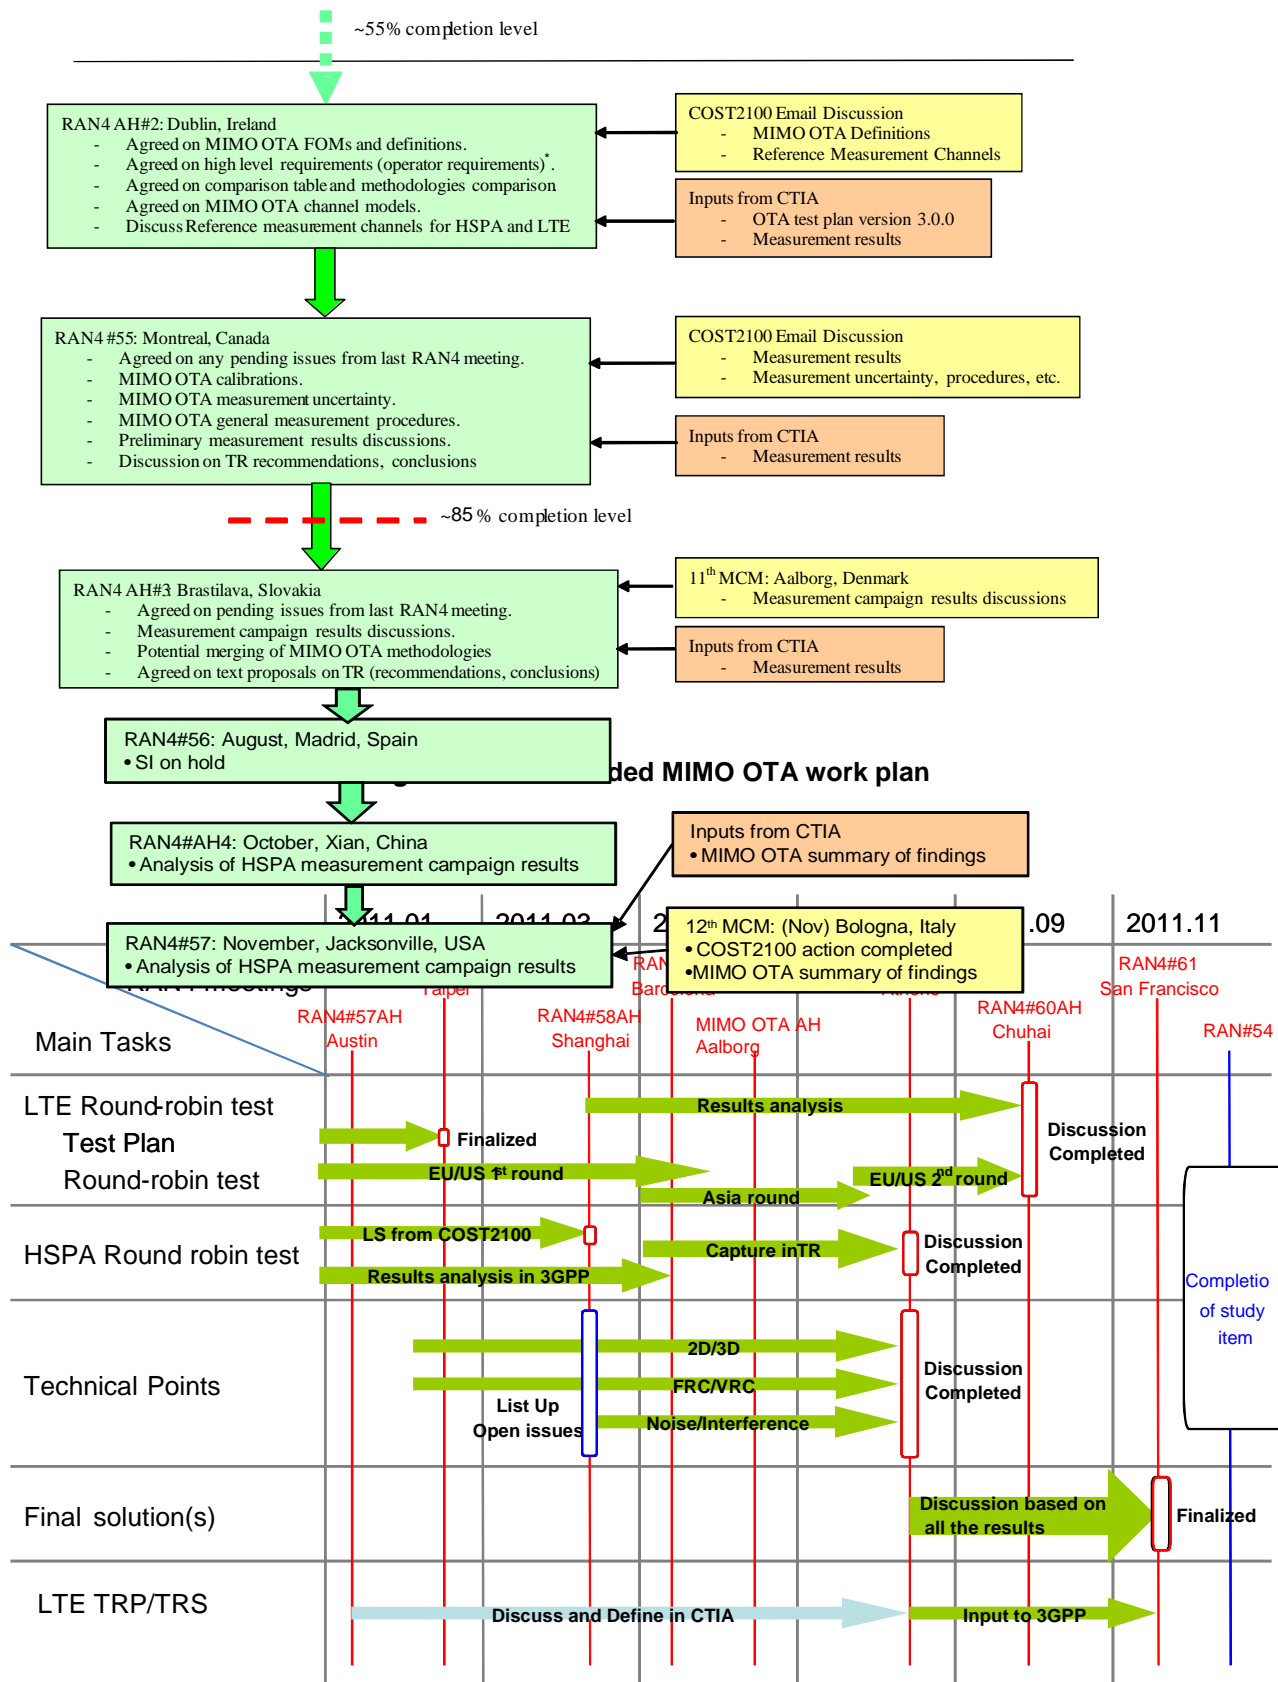 ~55% completion level
RAN4 AH#2: Dublin, Ireland
- Agreed on MIMO OTA FOMs and definitions.
- Agreed on high level requirements (operator requirements)*.
- Agreed on comparison table and methodologies comparison
- Agreed on MIMO OTA channel models.
- Discuss Reference measurement channels for HSPA and LTE
COST2100 Email Discussion
- MIMO OTA Definitions
- Reference Measurement Channels
Inputs from CTIA
- OTA test plan version 3.0.0
- Measurement results
RAN4 #55: Montreal, Canada
- Agreed on any pending issues from last RAN4 meeting.
- MIMO OTA calibrations.
- MIMO OTA measurement uncertainty.
- MIMO OTA general measurement procedures.
- Preliminary measurement results discussions.
- Discussion on TR recommendations, conclusions
COST2100 Email Discussion
- Measurement results
- Measurement uncertainty, procedures, etc.
Inputs from CTIA
- Measurement results
~85 % completion level
RAN4 AH#3: Brastilava, Slovakia
- Agreed on pending issues from last RAN4 meeting.
- Measurement campaign results discussions.
- Potential merging of MIMO OTA methodologies
- Agreed on text proposals on TR (recommendations, conclusions)
11th MCM: Aalborg, Denmark
- Measurement campaign results discussions
Inputs from CTIA
- Measurement results
RAN4#56: August, Madrid, Spain
• SI on hold
ded MIMO OTA work plan
RAN4#AH4: October, Xian, China
• Analysis of HSPA measurement campaign results
Inputs from CTIA
• MIMO OTA summary of findings
2011.01
2011.03
2
.09
2011.11
RAN4#57: November, Jacksonville, USA
• Analysis of HSPA measurement campaign results
12th MCM: (Nov) Bologna, Italy
• COST2100 action completed
• MIMO OTA summary of findings
RAN4 meetings
Taipei
RAN
Barcelona
Athens
RAN4#61
San Francisco
RAN4#57AH
Austin
RAN4#58AH
Shanghai
MIMO OTA AH
Aalborg
RAN4#60AH
Chuhai
RAN#54
Main Tasks
LTE Round-robin test
Results analysis
Test Plan
Finalized
Discussion
Completed
Round-robin test
EU/US 1st round
EU/US 2nd round
Asia round
LS from COST2100
HSPA Round robin test
Capture inTR
Discussion
Completed
Results analysis in 3GPP
Completio
of study
item
2D/3D
Technical Points
FRC/VRC
Discussion
Completed
List Up
Open issues
Noise/Interference
Final solution(s)
Discussion based on
all the results
Finalized
LTE TRP/TRS
Discuss and Define in CTIA
Input to 3GPP